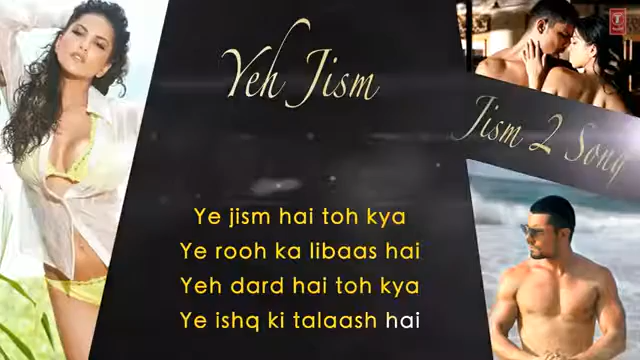 Yeh Jism
Jism 2 Song
Ye jism hai toh kya
Ye rooh ka libaas hai
Yeh dard hai toh kya
Ye ishq ki talaash hai